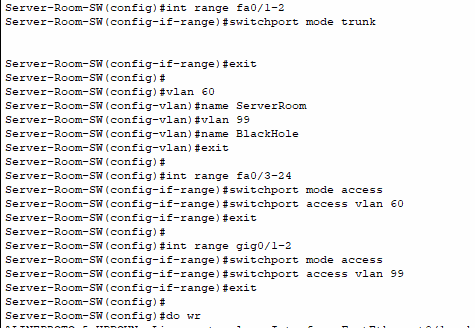 Server-Room-SW(config)#int range fa0/1-2
Server-Room-SW(config-if-range)#switchport mode trunk
Server-Room-SW(config-if-range)#exit
Server-Room-SW(config)#
Server-Room-SW(config)#vlan 60
Server-Room-SW(config-vlan)#name ServerRoom
Server-Room-SW(config-vlan)#vlan 99
Server-Room-SW(config-vlan)#name BlackHole
Server-Room-SW(config-vlan)#exit
Server-Room-SW(config)#
Server-Room-SW(config)#int range fa0/3-24
Server-Room-SW(config-if-range)#switchport mode access
Server-Room-SW(config-if-range)#switchport access vlan 60
Server-Room-SW(config-if-range)#exit
Server-Room-SW(config)#
Server-Room-SW(config)#int range gig0/1-2
Server-Room-SW(config-if-range)#switchport mode access
Server-Room-SW(config-if-range)#switchport access vlan 99
Server-Room-SW(config-if-range)#exit
Server-Room-SW(config)#
Server-Room-SW(config)#do wr